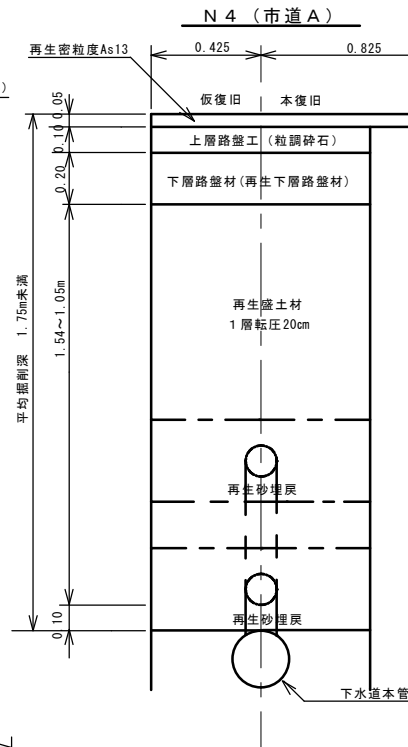 N4 (市道A)
0.425
0.825
再生密粒度As13
)
仮復旧
本復旧
0.05
0.10
上層路盤工（粒調砕石）
0.20
下層路盤材(再生下層路盤材)
平均掘削深 1.75m未満
1.54～1.05m
再生盛土材
１層転圧20cm
再生砂埋戻
0.10
再生砂埋戻
下水道本管